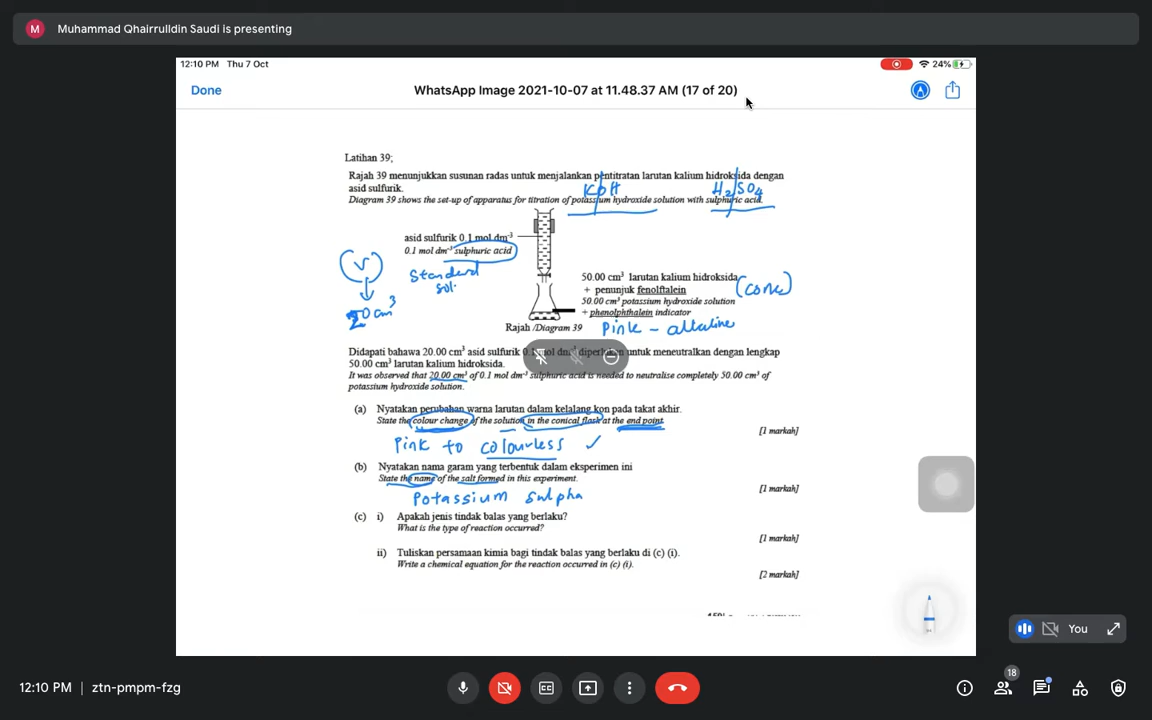 M Muhammad Qhairrulldin Saudi is presenting
12:10 PM Thu 7 Oct
24%
Done
WhatsApp Image 2021-10-07 at 11.48.37 AM (17 of 20)
Latihan 39;
Rajah 39 menunjukkan susunan radas untuk menjalankan pentitratan larutan kalium hidroksida dengan
asid sulfurik.
KOH
H2SO4
Diagram 39 shows the set-up of apparatus for titration of potassium hydroxide solution with sulphuric acid.
asid sulfurik 0.1 mol dm-3
0.1 mol dm-3 sulphuric acid
Standard
sol.
V
cm3
50.00 cm3 larutan kalium hidroksida
+ penunjuk fenolftalein
(conc)
50.00 cm3 potassium hydroxide solution
+ phenolphthalein indicator
Rajah /Diagram 39
Pink - alkaline
Didapati bahawa 20.00 cm3 asid sulfurik 0.1 mol dm-3 diperlukan untuk meneutralkan dengan lengkap
50.00 cm3 larutan kalium hidroksida.
It was observed that 20.00 cm3 of 0.1 mol dm-3 sulphuric acid is needed to neutralise completely 50.00 cm3 of
potassium hydroxide solution.
(a) Nyatakan perubahan warna larutan dalam kelalang kon pada takat akhir.
State the colour change of the solution in the conical flask at the end point.
[1 markah]
Pink to colourless ✓
(b) Nyatakan nama garam yang terbentuk dalam eksperimen ini
State the name of the salt formed in this experiment.
[1 markah]
Potassium sulpha
(c) i) Apakah jenis tindak balas yang berlaku?
What is the type of reaction occurred?
[1 markah]
ii) Tuliskan persamaan kimia bagi tindak balas yang berlaku di (c) (i).
Write a chemical equation for the reaction occurred in (c) (i).
[2 markah]
You
12:10 PM ztn-pmpm-fzg
CC
18